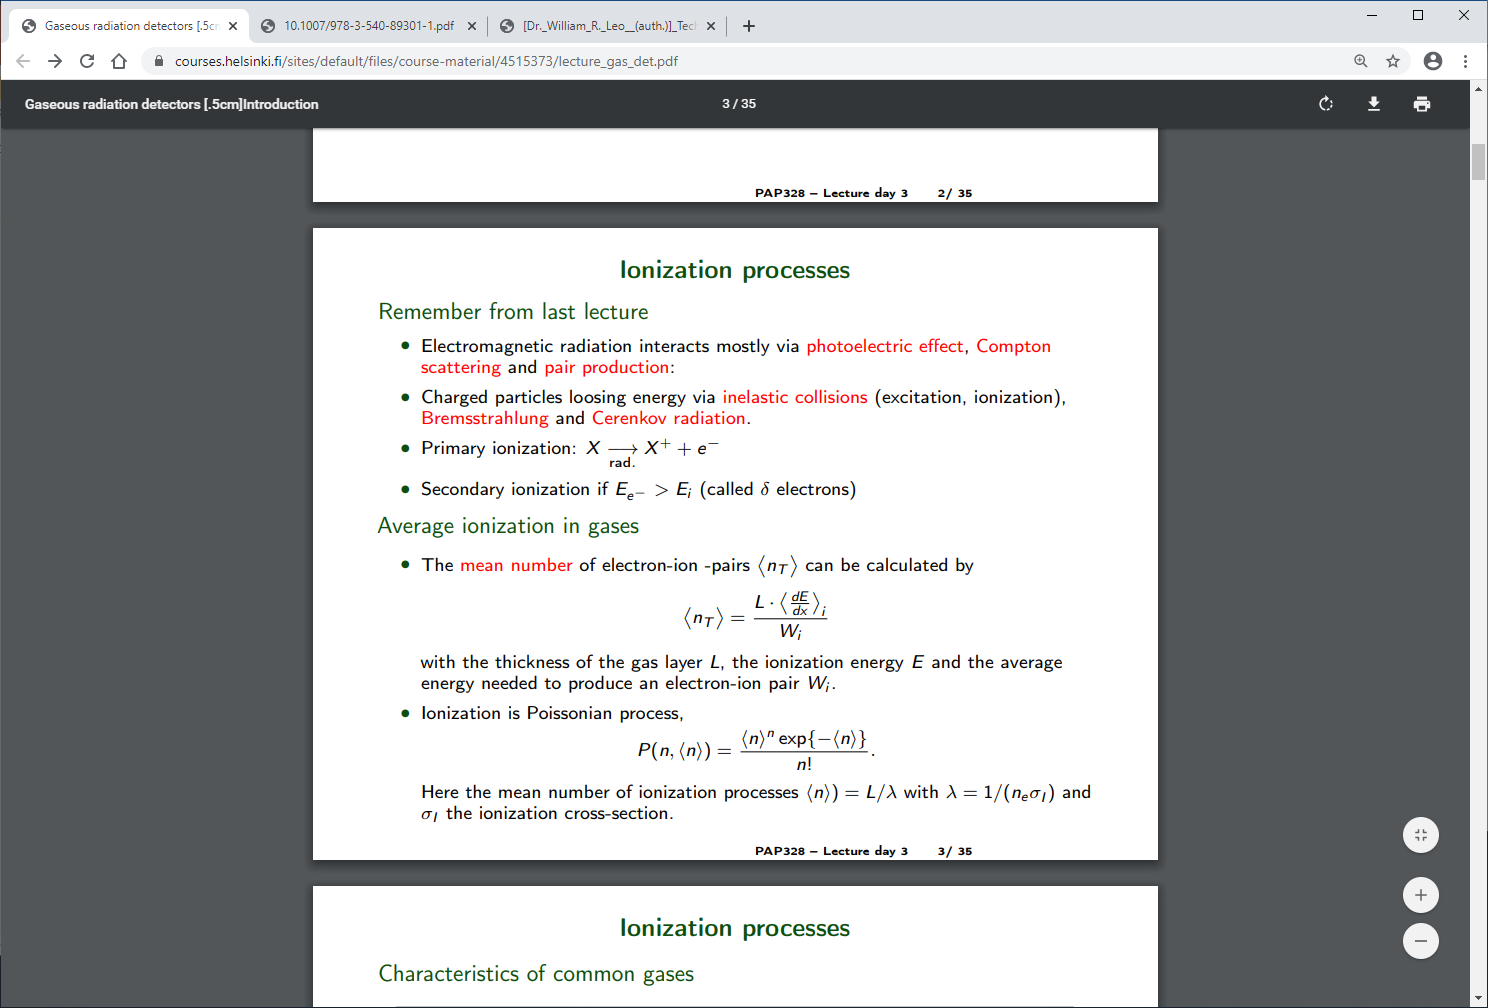 Gaseous radiation detectors [.5cm
10.1007/978-3-540-89301-1.pdf
[Dr._William_R._Leo__(auth.)]_Tech
courses.helsinki.fi/sites/default/files/course-material/4515373/lecture_gas_det.pdf
Gaseous radiation detectors [.5cm]Introduction
3 / 35
PAP328 – Lecture day 3 2/ 35
Ionization processes
Remember from last lecture
• Electromagnetic radiation interacts mostly via photoelectric effect, Compton
scattering and pair production:
• Charged particles loosing energy via inelastic collisions (excitation, ionization),
Bremsstrahlung and Cerenkov radiation.
• Primary ionization: X ⟶ X⁺ + e⁻
rad.
• Secondary ionization if E_{e⁻} > E_i (called δ electrons)
Average ionization in gases
• The mean number of electron-ion -pairs ⟨n_T⟩ can be calculated by
⟨n_T⟩ = L · ⟨dE/dx⟩_i / W_i
with the thickness of the gas layer L, the ionization energy E and the average
energy needed to produce an electron-ion pair W_i.
• Ionization is Poissonian process,
P(n, ⟨n⟩) = ⟨n⟩ⁿ exp{−⟨n⟩} / n! .
Here the mean number of ionization processes ⟨n⟩) = L/λ with λ = 1/(n_e σ_I) and
σ_I the ionization cross-section.
PAP328 – Lecture day 3 3/ 35
Ionization processes
Characteristics of common gases